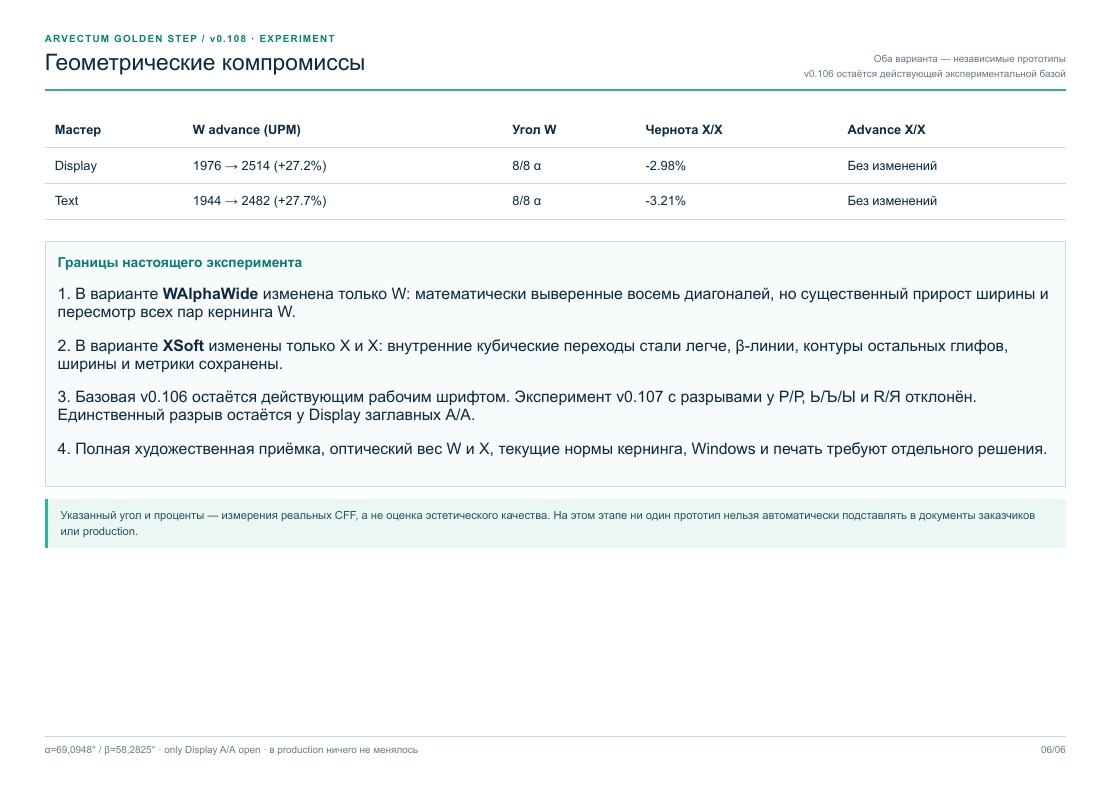 ARVECTUM GOLDEN STEP / v0.108 · EXPERIMENT
Геометрические компромиссы
Оба варианта — независимые прототипы
v0.106 остаётся действующей экспериментальной базой
Мастер W advance (UPM) Угол W Чернота X/Х Advance X/Х
Display 1976 → 2514 (+27.2%) 8/8 α -2.98% Без изменений
Text 1944 → 2482 (+27.7%) 8/8 α -3.21% Без изменений
Границы настоящего эксперимента
1. В варианте WAlphaWide изменена только W: математически выверенные восемь диагоналей, но существенный прирост ширины и
пересмотр всех пар кернинга W.
2. В варианте XSoft изменены только X и Х: внутренние кубические переходы стали легче, β-линии, контуры остальных глифов,
ширины и метрики сохранены.
3. Базовая v0.106 остаётся действующим рабочим шрифтом. Эксперимент v0.107 с разрывами у P/Р, Ь/Ъ/Ы и R/Я отклонён.
Единственный разрыв остаётся у Display заглавных A/А.
4. Полная художественная приёмка, оптический вес W и X, текущие нормы кернинга, Windows и печать требуют отдельного решения.
Указанный угол и проценты — измерения реальных CFF, а не оценка эстетического качества. На этом этапе ни один прототип нельзя автоматически подставлять в документы заказчиков
или production.
α=69,0948° / β=58,2825° · only Display A/А open · в production ничего не менялось
06/06